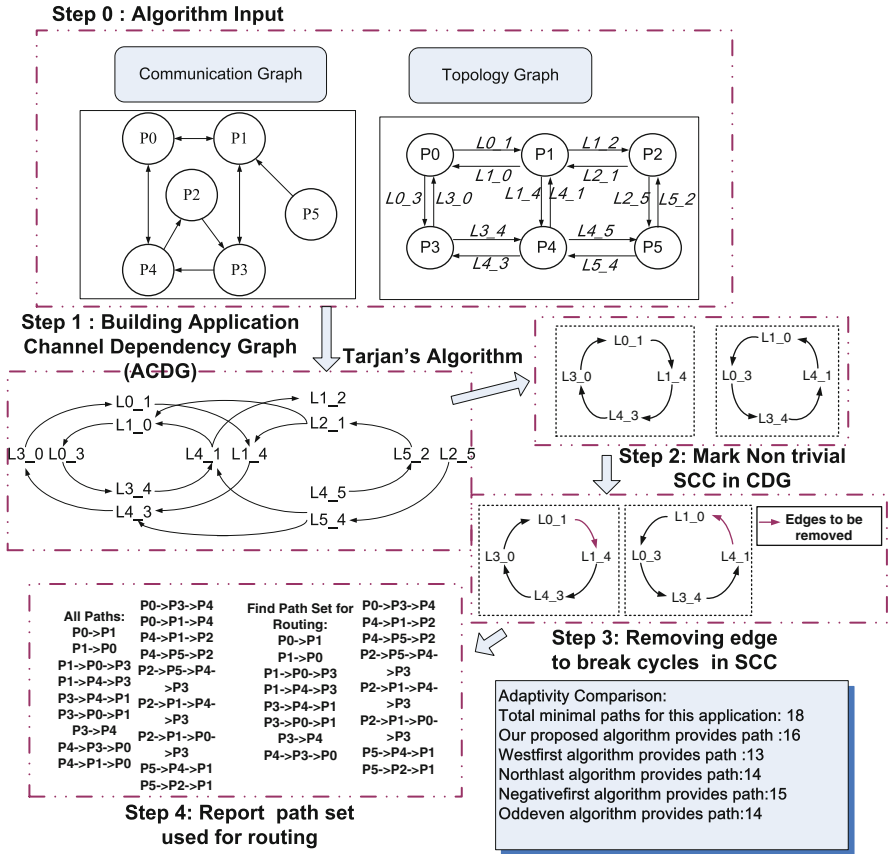 Step 0 : Algorithm Input
Communication Graph
Topology Graph
P0
P1
P2
P5
P4
P3
P0
L0_1
P1
L1_2
P2
L1_0
L2_1
L0_3
L3_0
L1_4
L4_1
L2_5
L5_2
P3
L3_4
P4
L4_5
P5
L4_3
L5_4
Step 1 : Building Application
Channel Dependency Graph
(ACDG)
Tarjan's Algorithm
L0_1
L1_2
L1_0
L2_1
L3_0
L0_3
L4_1
L1_4
L5_2
L2_5
L3_4
L4_5
L4_3
L5_4
L0_1
L3_0
L1_4
L4_3
L1_0
L0_3
L4_1
L3_4
Step 2: Mark Non trivial
SCC in CDG
L0_1
L3_0
L1_4
L4_3
L1_0
L0_3
L4_1
L3_4
Edges to be
removed
Step 3: Removing edge
to break cycles in SCC
All Paths:
P0->P1
P1->P0
P1->P0->P3
P1->P4->P3
P3->P4->P1
P3->P0->P1
P3->P4
P4->P3->P0
P4->P1->P0
P0->P3->P4
P0->P1->P4
P4->P1->P2
P4->P5->P2
P2->P5->P4-
>P3
P2->P1->P4-
>P3
P2->P1->P0-
>P3
P5->P4->P1
P5->P2->P1
Find Path Set for
Routing:
P0->P1
P1->P0
P1->P0->P3
P1->P4->P3
P3->P4->P1
P3->P0->P1
P3->P4
P4->P3->P0
P0->P3->P4
P4->P1->P2
P4->P5->P2
P2->P5->P4-
>P3
P2->P1->P4-
>P3
P2->P1->P0-
>P3
P5->P4->P1
P5->P2->P1
Step 4: Report path set
used for routing
Adaptivity Comparison:
Total minimal paths for this application: 18
Our proposed algorithm provides path :16
Westfirst algorithm provides path :13
Northlast algorithm provides path:14
Negativefirst algorithm provides path:15
Oddeven algorithm provides path:14